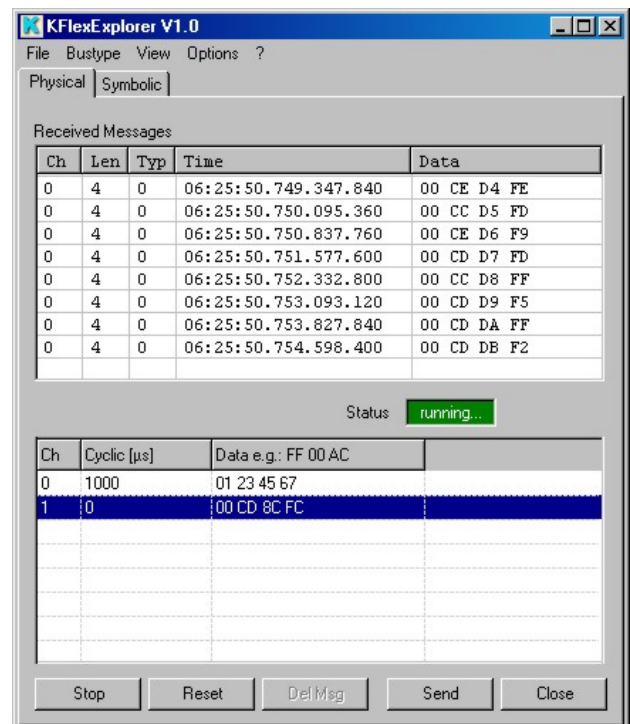 KFlexExplorer V1.0
File Bustype View Options ?
Physical Symbolic
Received Messages
Ch Len Typ Time Data
0 4 0 06:25:50.749.347.840 00 CE D4 FE
0 4 0 06:25:50.750.095.360 00 CC D5 FD
0 4 0 06:25:50.750.837.760 00 CE D6 F9
0 4 0 06:25:50.751.577.600 00 CD D7 FD
0 4 0 06:25:50.752.332.800 00 CC D8 FF
0 4 0 06:25:50.753.093.120 00 CD D9 F5
0 4 0 06:25:50.753.827.840 00 CD DA FF
0 4 0 06:25:50.754.598.400 00 CD DB F2
Status running...
Ch Cyclic [µs] Data e.g.: FF 00 AC
0 1000 01 23 45 67
1 0 00 CD 8C FC
Stop Reset Del Msg Send Close